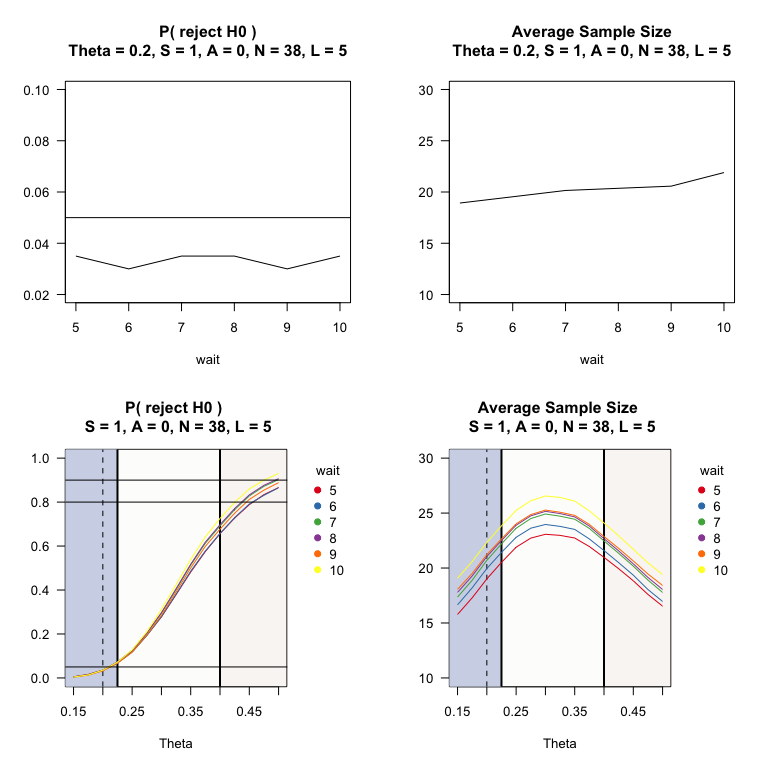 P( reject H0 )
Theta = 0.2, S = 1, A = 0, N = 38, L = 5
0.10
0.08
0.06
0.04
0.02
5 6 7 8 9 10
wait
Average Sample Size
Theta = 0.2, S = 1, A = 0, N = 38, L = 5
30
25
20
15
10
5 6 7 8 9 10
wait
P( reject H0 )
S = 1, A = 0, N = 38, L = 5
1.0
0.8
0.6
0.4
0.2
0.0
0.15 0.25 0.35 0.45
Theta
wait
5
6
7
8
9
10
Average Sample Size
S = 1, A = 0, N = 38, L = 5
30
25
20
15
10
0.15 0.25 0.35 0.45
Theta
wait
5
6
7
8
9
10